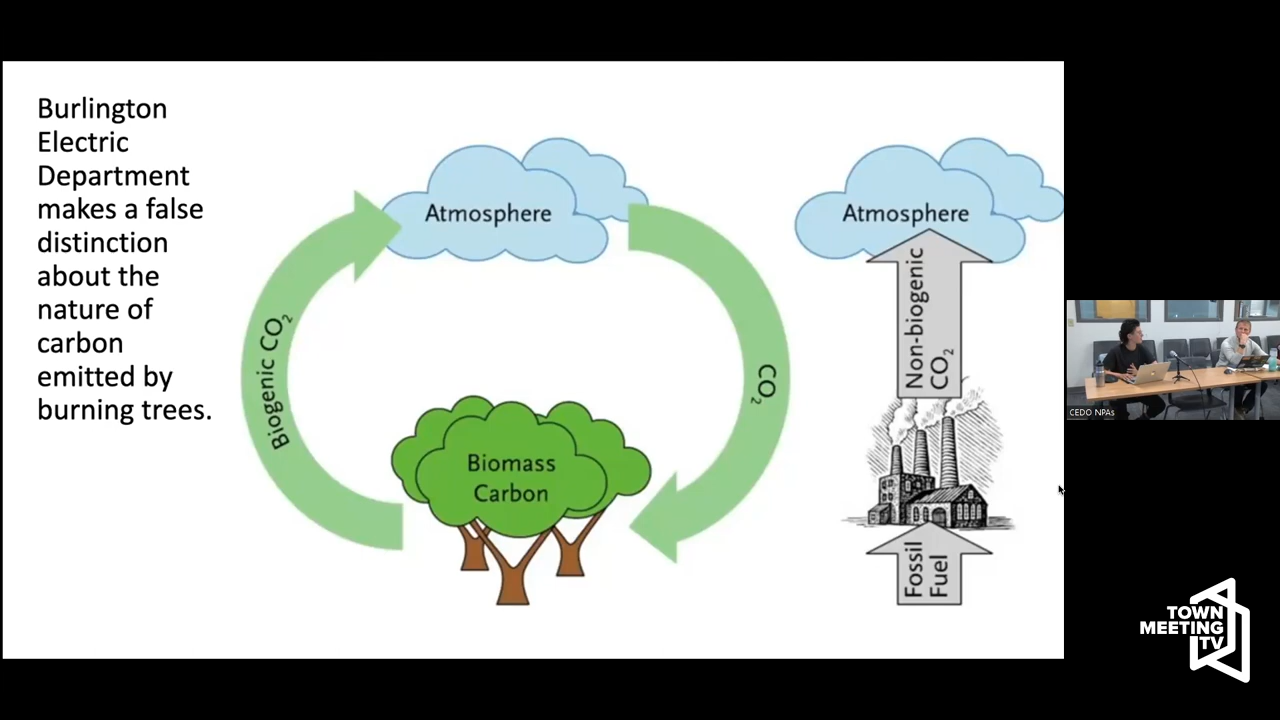 Burlington
Electric
Department
makes a false
distinction
about the
nature of
carbon
emitted by
burning trees.
Atmosphere
Biogenic CO₂
CO₂
Biomass
Carbon
Atmosphere
Non-biogenic
CO₂
Fossil
Fuel
CEDO NPAs
TOWN
MEETING
TV